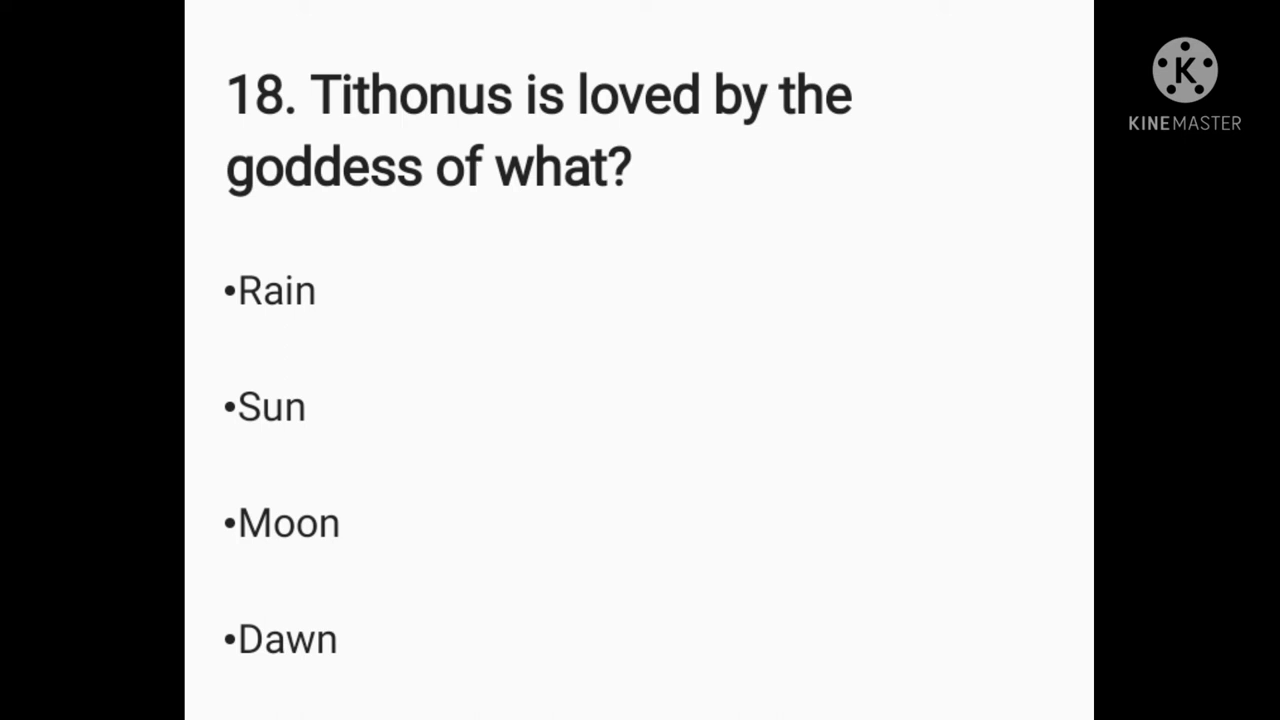 18. Tithonus is loved by the
goddess of what?
•Rain
•Sun
•Moon
•Dawn
K
KINEMASTER